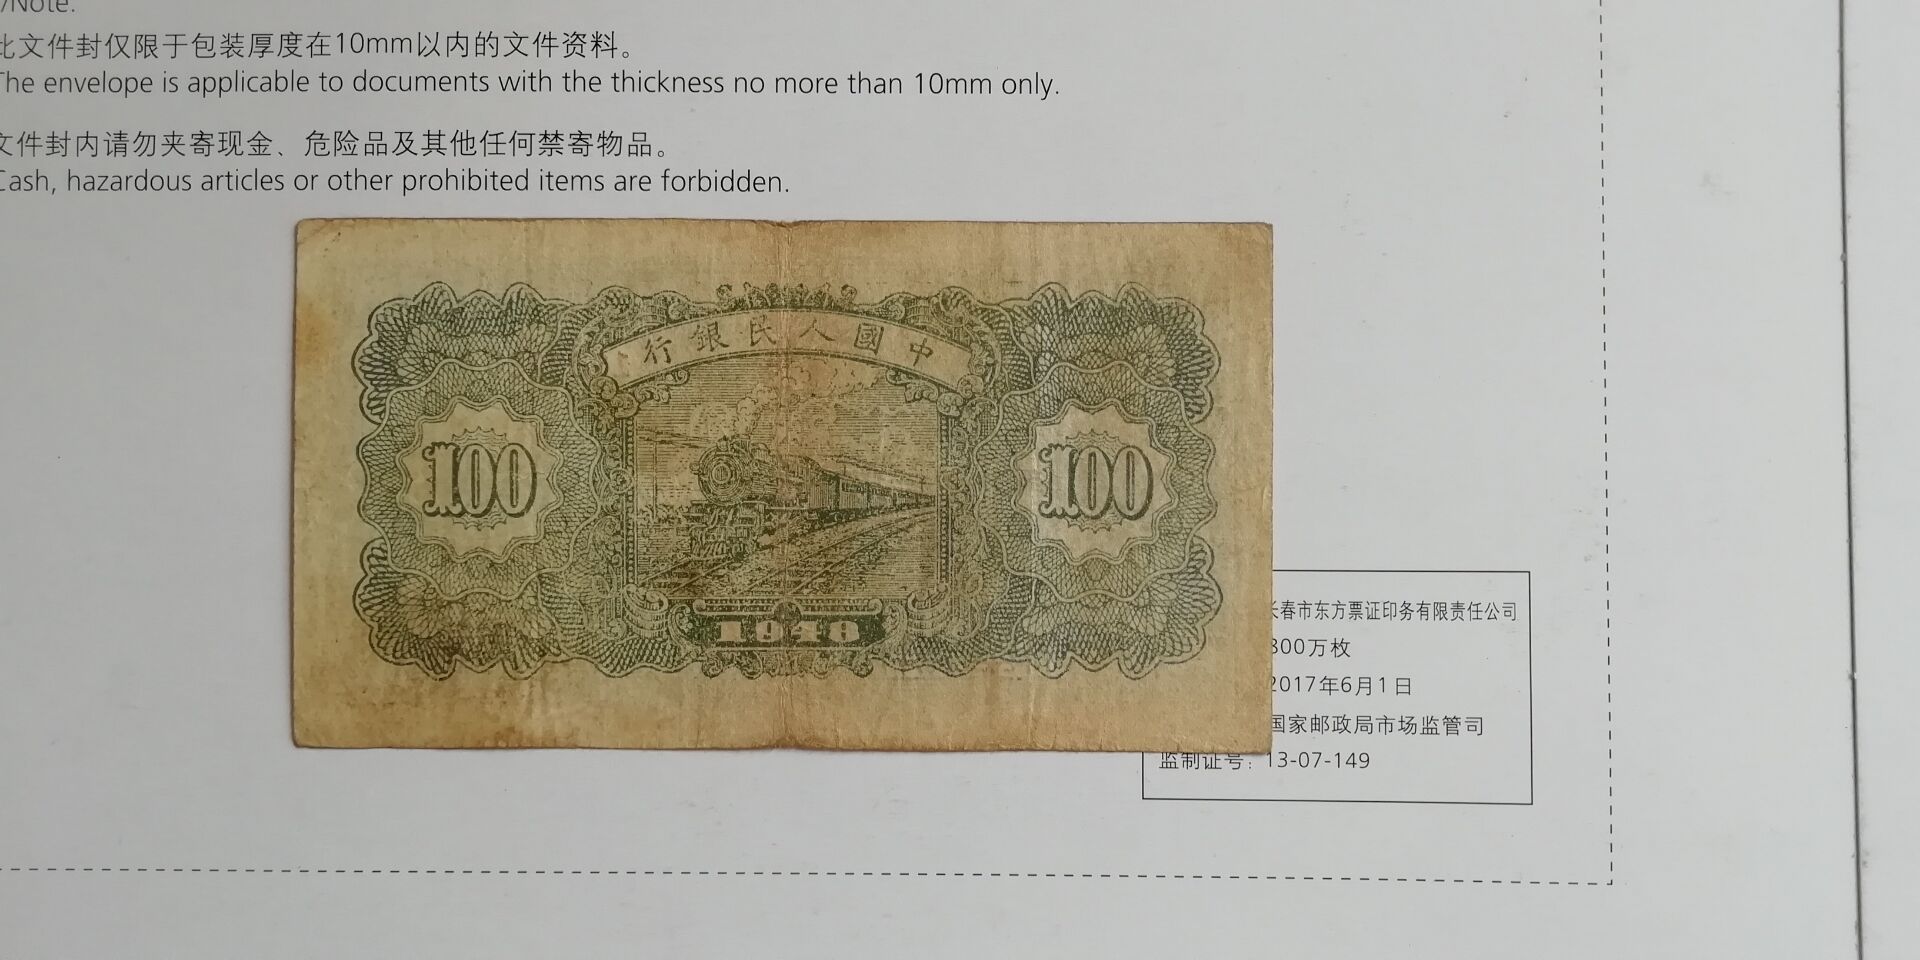 /Note:
此文件封仅限于包装厚度在10mm以内的文件资料。
The envelope is applicable to documents with the thickness no more than 10mm only.
文件封内请勿夹寄现金、危险品及其他任何禁寄物品。
Cash, hazardous articles or other prohibited items are forbidden.
行銀民人國中
100
100
1948
长春市东方票证印务有限责任公司
800万枚
2017年6月1日
国家邮政局市场监管司
监制证号：13-07-149